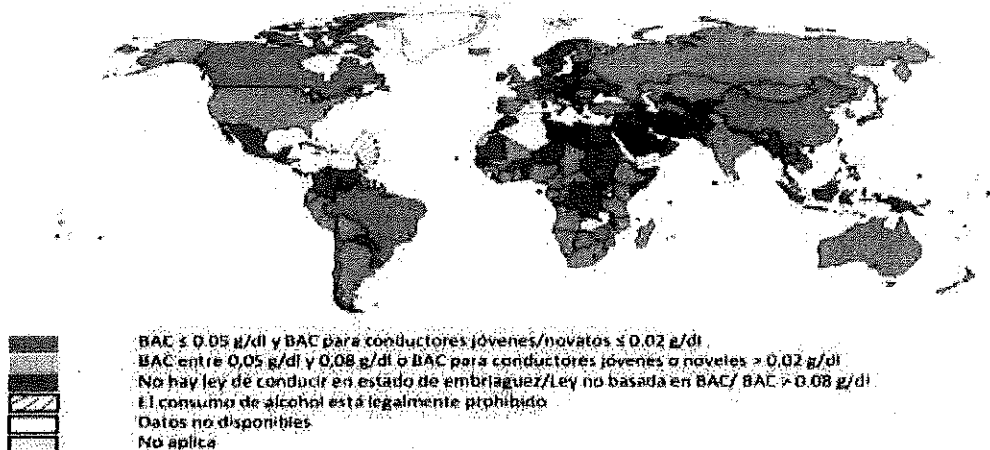 BAC ≤ 0.05 g/dl y BAC para conductores jóvenes/novatos ≤ 0.02 g/dl
BAC entre 0,05 g/dl y 0,08 g/dl o BAC para conductores jóvenes o noveles > 0,02 g/dl
No hay ley de conducir en estado de embriaguez/Ley no basada en BAC/ BAC > 0.08 g/dl
El consumo de alcohol está legalmente prohibido
Datos no disponibles
No aplica